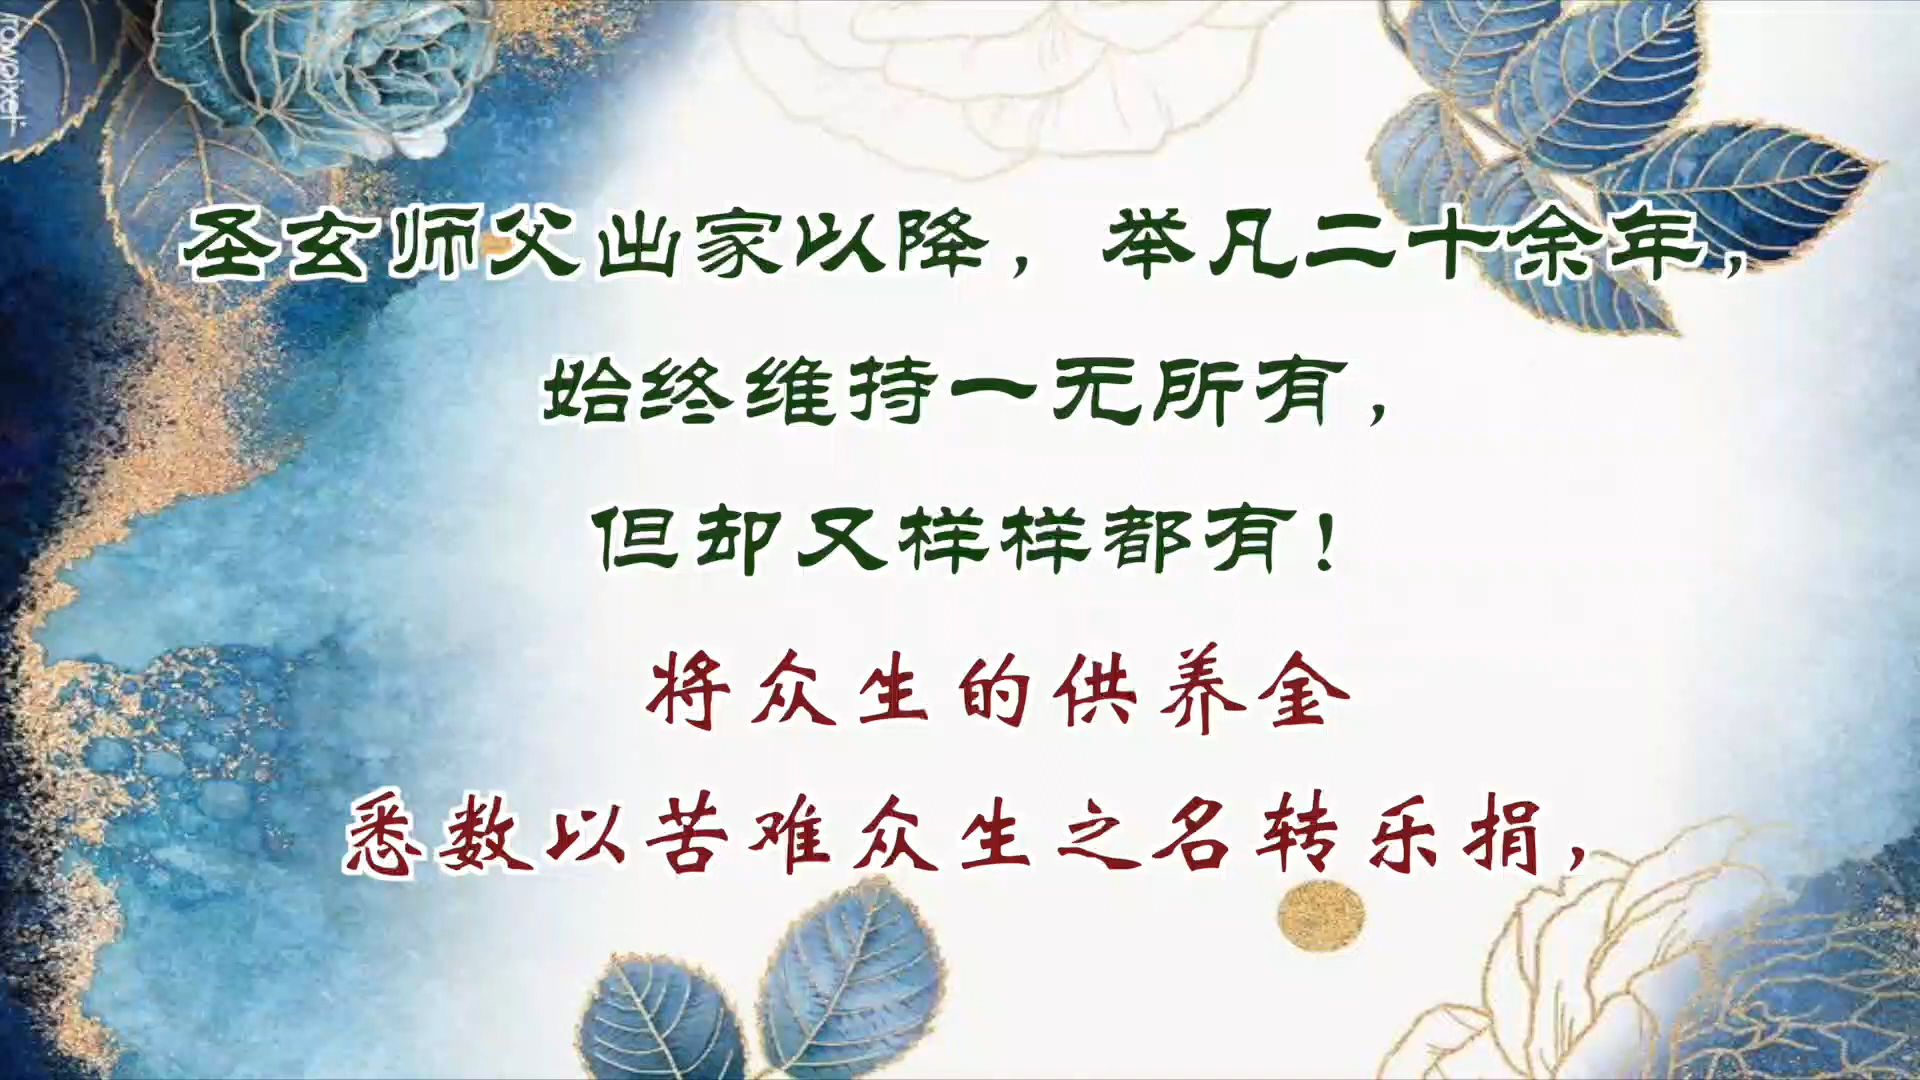 rawpixel
圣玄师父出家以降，举凡二十余年，
始终维持一无所有，
但却又样样都有！
将众生的供养金
悉数以苦难众生之名转乐捐，